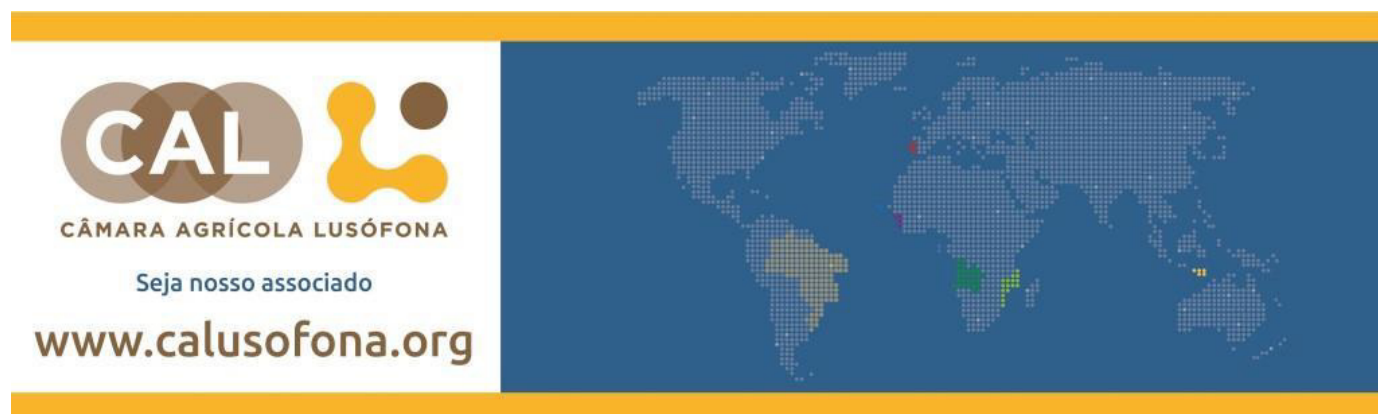 CAL
CÂMARA AGRÍCOLA LUSÓFONA
Seja nosso associado
www.calusofona.org